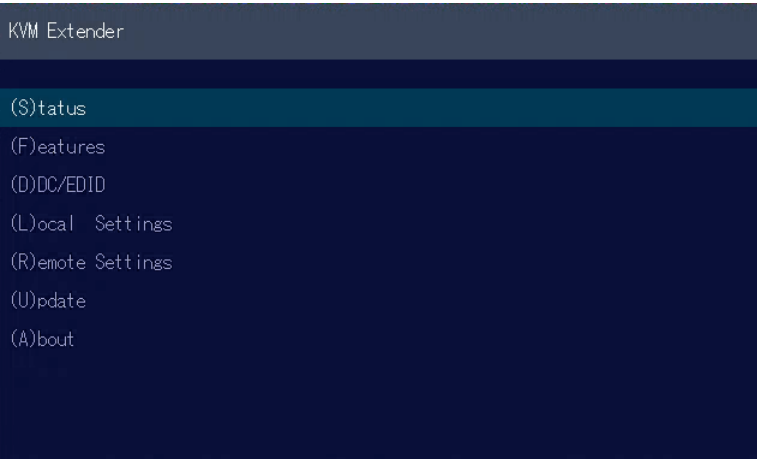 KVM Extender
(S)tatus
(F)eatures
(D)DC/EDID
(L)ocal  Settings
(R)emote Settings
(U)pdate
(A)bout